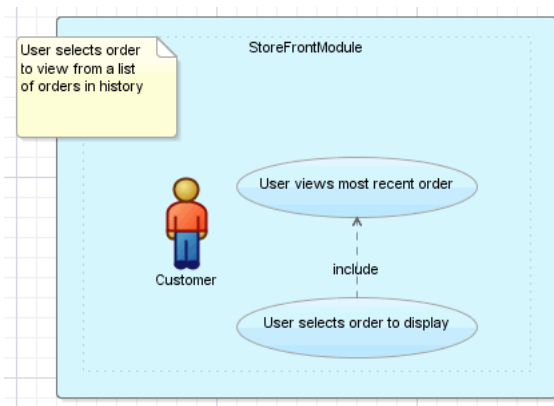 User selects order
to view from a list
of orders in history
StoreFrontModule
User views most recent order
include
Customer
User selects order to display